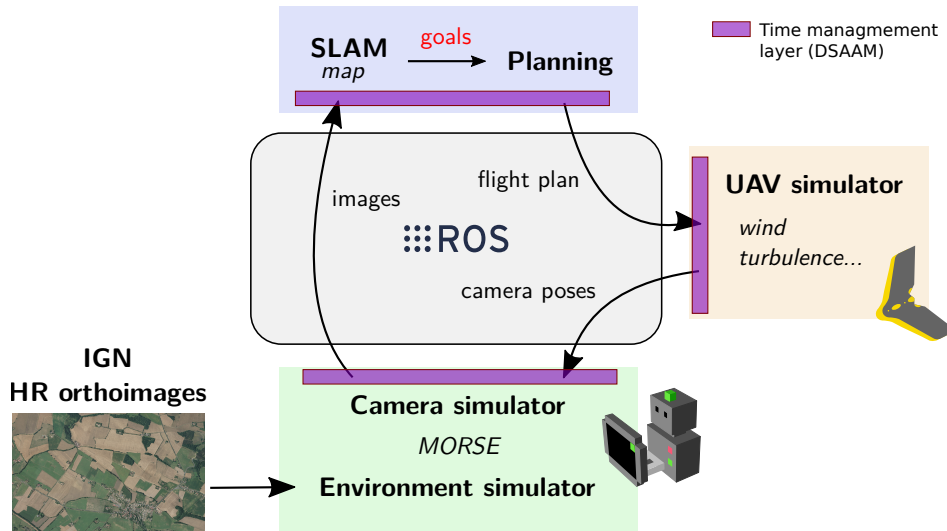 SLAM
map
goals
Planning
Time managmement
layer (DSAAM)
images
flight plan
ROS
camera poses
UAV simulator
wind
turbulence...
IGN
HR orthoimages
Camera simulator
MORSE
Environment simulator